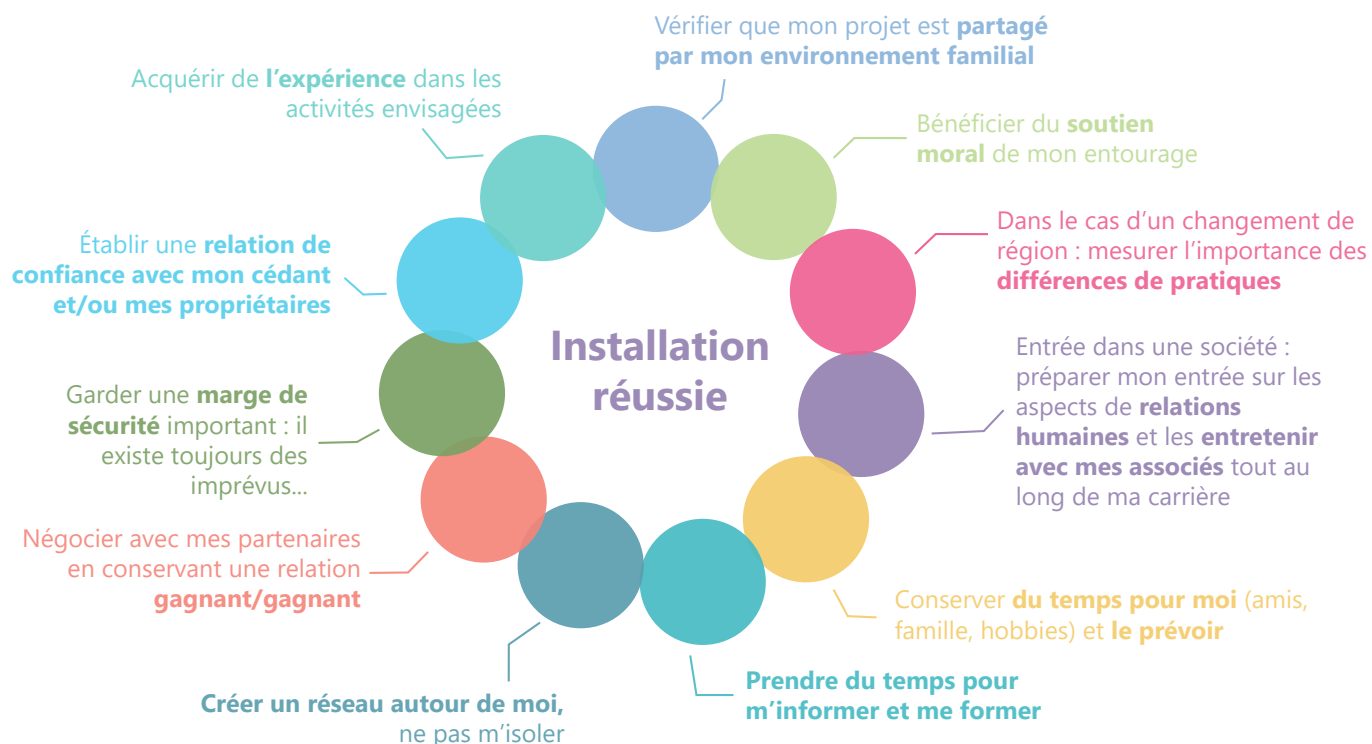 Vérifier que mon projet est partagé
par mon environnement familial
Bénéficier du soutien
moral de mon entourage
Dans le cas d'un changement de
région : mesurer l'importance des
différences de pratiques
Entrée dans une société :
préparer mon entrée sur les
aspects de relations
humaines et les entretenir
avec mes associés tout au
long de ma carrière
Conserver du temps pour moi (amis,
famille, hobbies) et le prévoir
Prendre du temps pour
m'informer et me former
Créer un réseau autour de moi,
ne pas m'isoler
Négocier avec mes partenaires
en conservant une relation
gagnant/gagnant
Garder une marge de
sécurité important : il
existe toujours des
imprévus...
Établir une relation de
confiance avec mon cédant
et/ou mes propriétaires
Acquérir de l'expérience dans les
activités envisagées
Installation
réussie